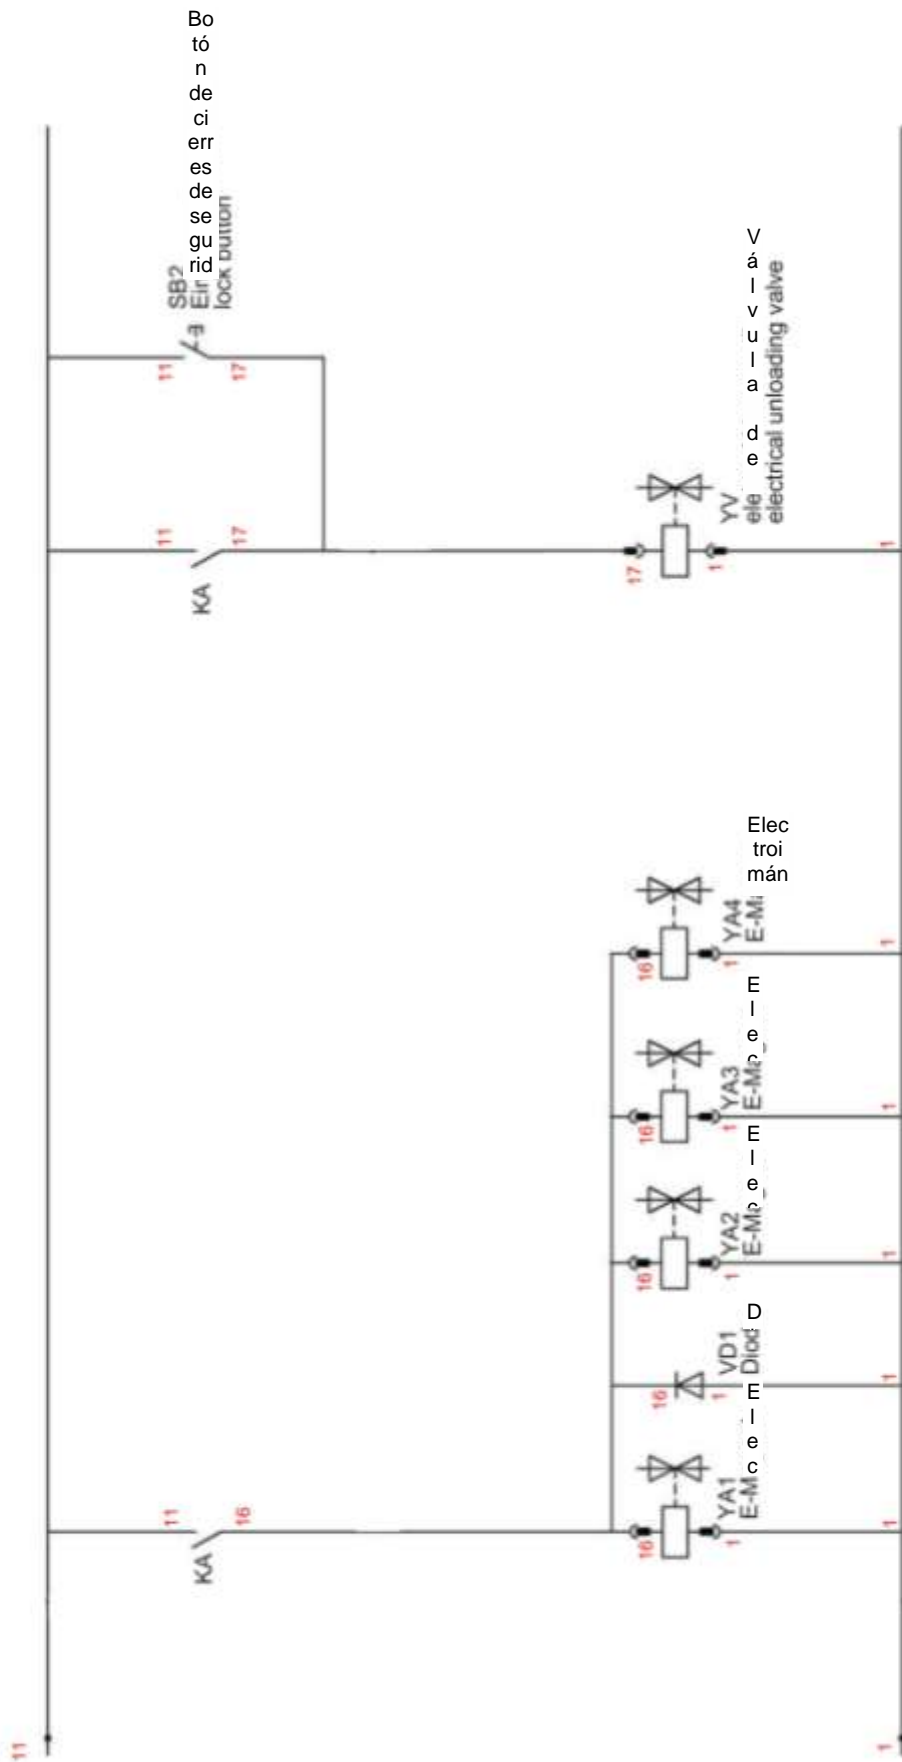 Bo
tó
n
de
ci
err
es
de
se
gu
rid
SB2
lock button
11
17
V
á
l
v
u
l
a
d
e
YV
electrical unloading valve
11
17
KA
17
1
1
Elec
troi
mán
YA4
16
1
1
E
l
e
c
YA3
16
1
1
E
l
e
c
YA2
16
1
1
D
VD1
16
1
1
E
l
e
c
YA1
11
16
KA
16
1
1
11
1